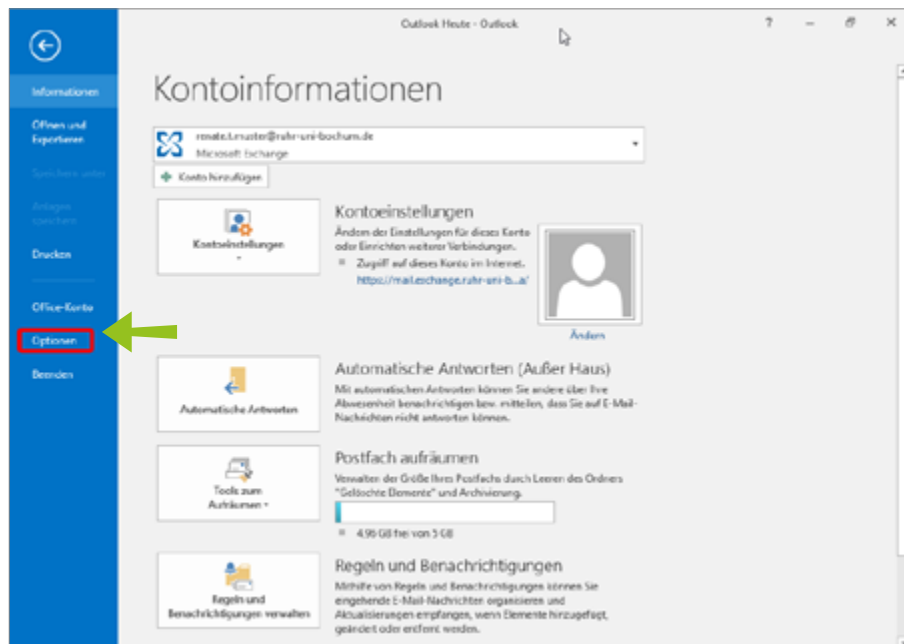 Outlook Heute - Outlook
?
Informationen
Öffnen und
Exportieren
Speichern unter
Anlagen
speichern
Drucken
Office-Konto
Optionen
Beenden
Kontoinformationen
renate.t.muster@ruhr-uni-bochum.de
Microsoft Exchange
Konto hinzufügen
Kontoeinstellungen
Kontoeinstellungen
Ändern der Einstellungen für dieses Konto
oder Einrichten weiterer Verbindungen.
Zugriff auf dieses Konto im Internet.
https://mail.exchange.ruhr-uni-b...a/
Ändern
Automatische Antworten
Automatische Antworten (Außer Haus)
Mit automatischen Antworten können Sie andere über Ihre
Abwesenheit benachrichtigen bzw. mitteilen, dass Sie auf E-Mail-
Nachrichten nicht antworten können.
Tools zum
Aufräumen
Postfach aufräumen
Verwalten der Größe Ihres Postfachs durch Leeren des Ordners
"Gelöschte Elemente" und Archivierung.
4,96 GB frei von 5 GB
Regeln und
Benachrichtigungen verwalten
Regeln und Benachrichtigungen
Mithilfe von Regeln und Benachrichtigungen können Sie
eingehende E-Mail-Nachrichten organisieren und
Aktualisierungen empfangen, wenn Elemente hinzugefügt,
geändert oder entfernt werden.